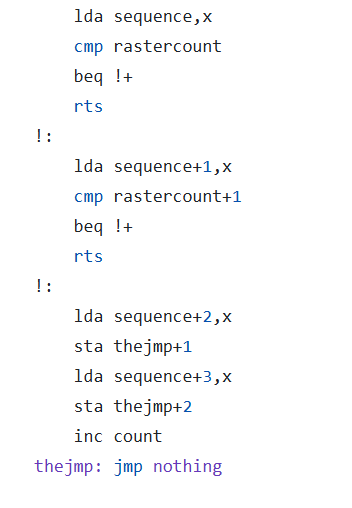 lda sequence,x
cmp rastercount
beq !+
rts
!:
lda sequence+1,x
cmp rastercount+1
beq !+
rts
!:
lda sequence+2,x
sta thejmp+1
lda sequence+3,x
sta thejmp+2
inc count
thejmp: jmp nothing